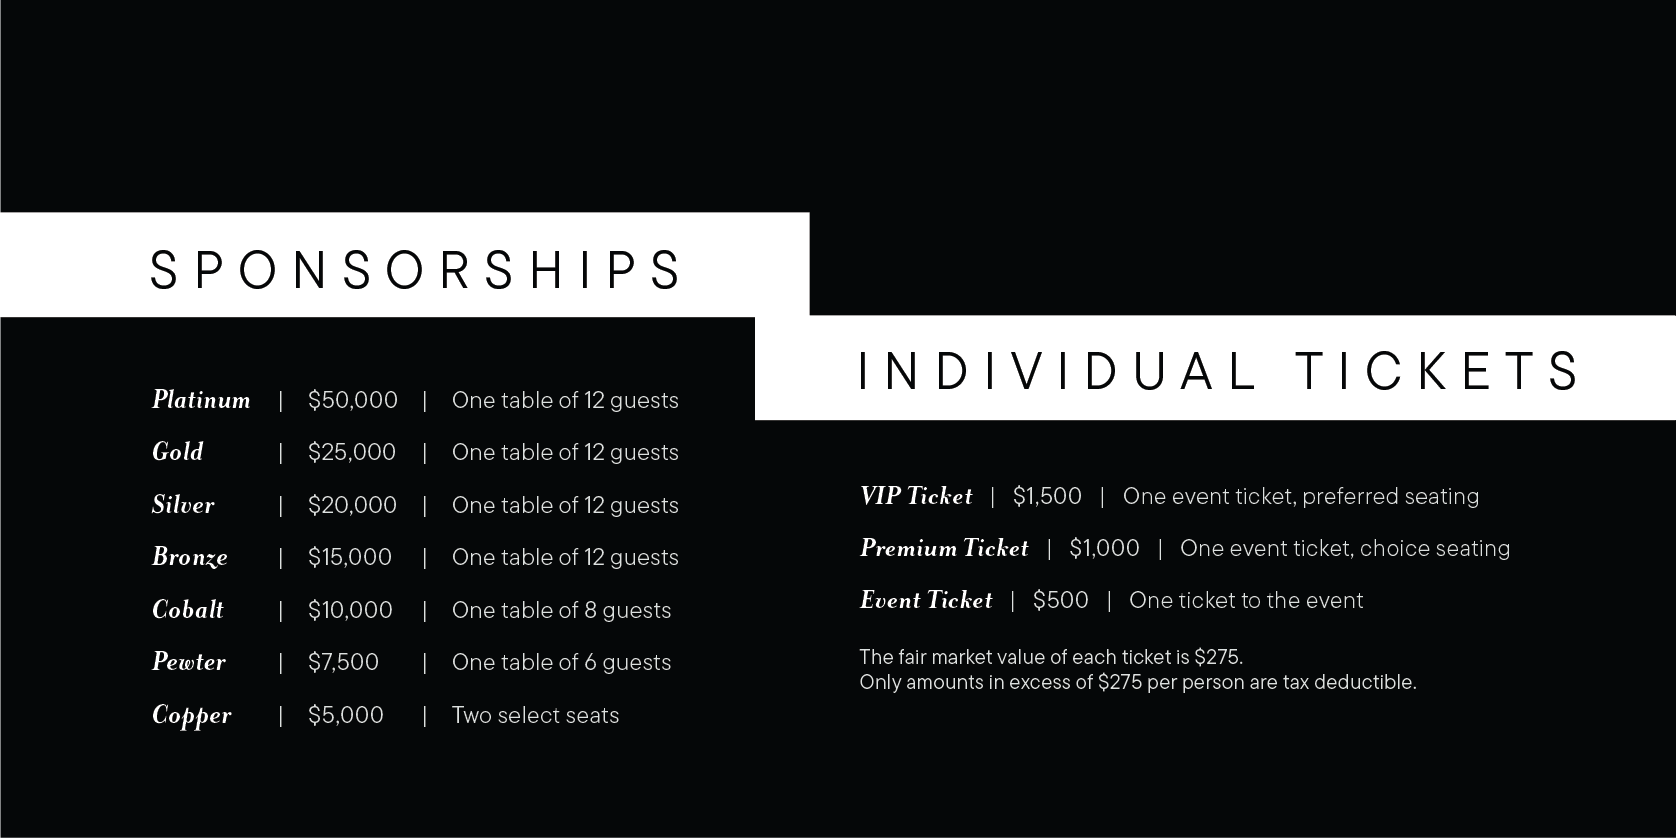 SPONSORSHIPS
Platinum | $50,000 | One table of 12 guests
Gold | $25,000 | One table of 12 guests
Silver | $20,000 | One table of 12 guests
Bronze | $15,000 | One table of 12 guests
Cobalt | $10,000 | One table of 8 guests
Pewter | $7,500 | One table of 6 guests
Copper | $5,000 | Two select seats
INDIVIDUAL TICKETS
VIP Ticket | $1,500 | One event ticket, preferred seating
Premium Ticket | $1,000 | One event ticket, choice seating
Event Ticket | $500 | One ticket to the event
The fair market value of each ticket is $275.
Only amounts in excess of $275 per person are tax deductible.